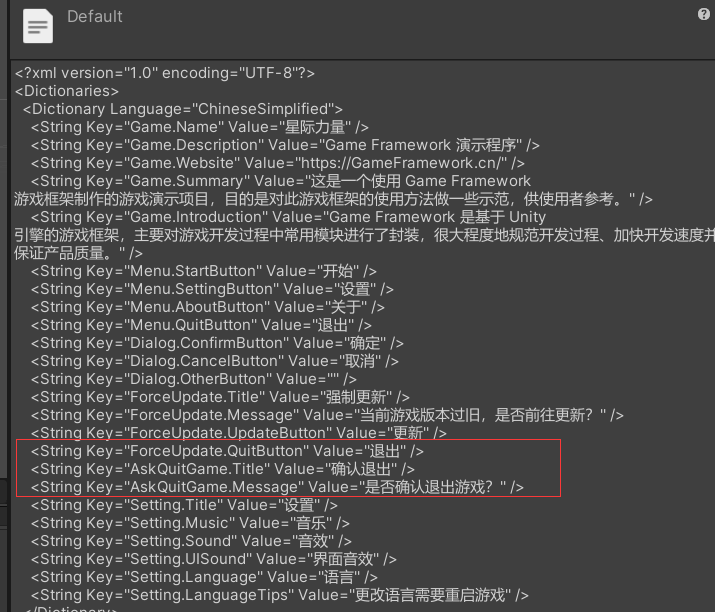 Default
<?xml version="1.0" encoding="UTF-8"?>
<Dictionaries>
<Dictionary Language="ChineseSimplified">
<String Key="Game.Name" Value="星际力量" />
<String Key="Game.Description" Value="Game Framework 演示程序" />
<String Key="Game.Website" Value="https://GameFramework.cn/" />
<String Key="Game.Summary" Value="这是一个使用 Game Framework
游戏框架制作的游戏演示项目，目的是对此游戏框架的使用方法做一些示范，供使用者参考。" />
<String Key="Game.Introduction" Value="Game Framework 是基于 Unity
引擎的游戏框架，主要对游戏开发过程中常用模块进行了封装，很大程度地规范开发过程、加快开发速度并
保证产品质量。" />
<String Key="Menu.StartButton" Value="开始" />
<String Key="Menu.SettingButton" Value="设置" />
<String Key="Menu.AboutButton" Value="关于" />
<String Key="Menu.QuitButton" Value="退出" />
<String Key="Dialog.ConfirmButton" Value="确定" />
<String Key="Dialog.CancelButton" Value="取消" />
<String Key="Dialog.OtherButton" Value="" />
<String Key="ForceUpdate.Title" Value="强制更新" />
<String Key="ForceUpdate.Message" Value="当前游戏版本过旧，是否前往更新？" />
<String Key="ForceUpdate.UpdateButton" Value="更新" />
<String Key="ForceUpdate.QuitButton" Value="退出" />
<String Key="AskQuitGame.Title" Value="确认退出" />
<String Key="AskQuitGame.Message" Value="是否确认退出游戏？" />
<String Key="Setting.Title" Value="设置" />
<String Key="Setting.Music" Value="音乐" />
<String Key="Setting.Sound" Value="音效" />
<String Key="Setting.UISound" Value="界面音效" />
<String Key="Setting.Language" Value="语言" />
<String Key="Setting.LanguageTips" Value="更改语言需要重启游戏" />
</Dictionary>